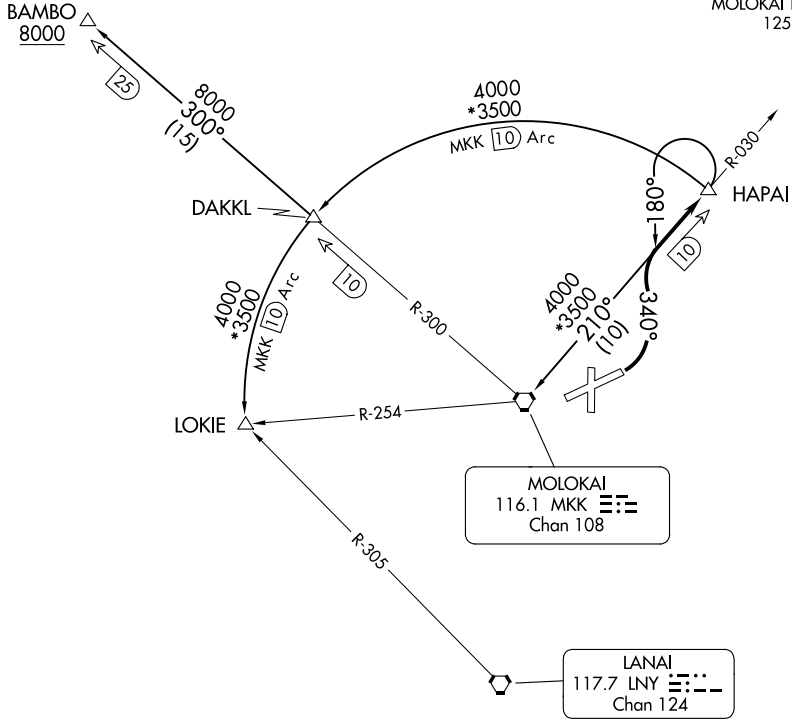 BAMBO
8000
MOLOKAI
125
25
8000
300°
(15)
4000
*3500
MKK 10 Arc
R-030
HAPAI
180°
10
DAKKL
10
4000
*3500
MKK 10 Arc
R-300
4000
*3500
210°
(10)
340°
LOKIE
R-254
MOLOKAI
116.1 MKK
Chan 108
R-305
LANAI
117.7 LNY
Chan 124